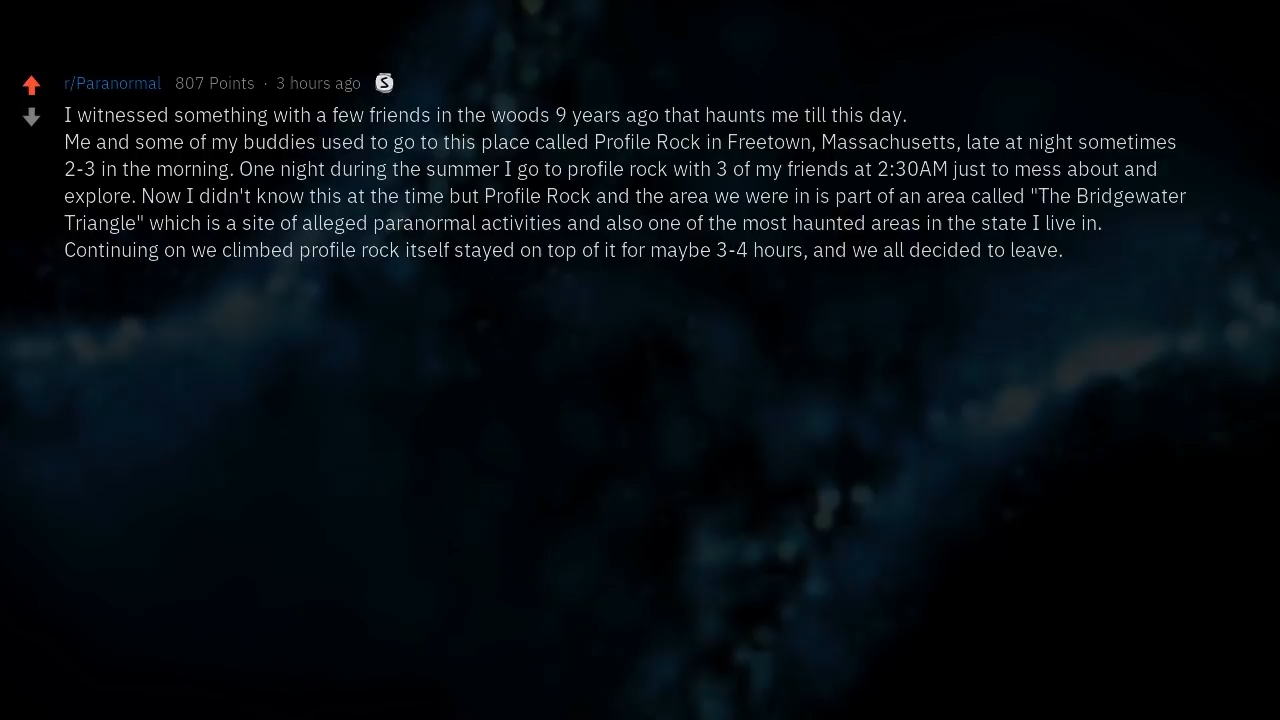 r/Paranormal 807 Points · 3 hours ago S
I witnessed something with a few friends in the woods 9 years ago that haunts me till this day.
Me and some of my buddies used to go to this place called Profile Rock in Freetown, Massachusetts, late at night sometimes
2-3 in the morning. One night during the summer I go to profile rock with 3 of my friends at 2:30AM just to mess about and
explore. Now I didn't know this at the time but Profile Rock and the area we were in is part of an area called "The Bridgewater
Triangle" which is a site of alleged paranormal activities and also one of the most haunted areas in the state I live in.
Continuing on we climbed profile rock itself stayed on top of it for maybe 3-4 hours, and we all decided to leave.